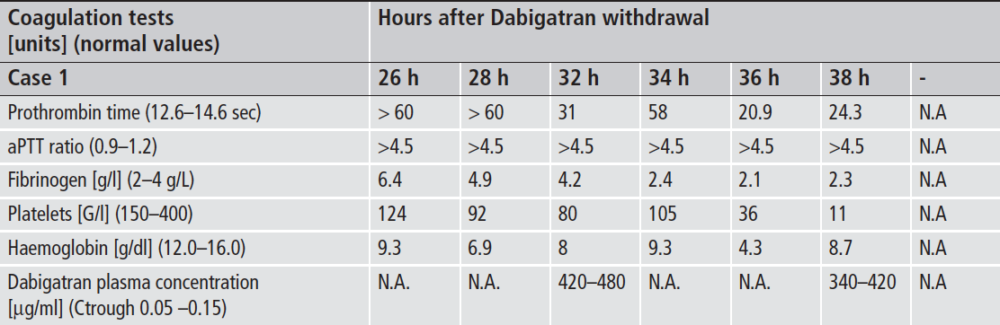 Coagulation tests Hours after Dabigatran withdrawal
[units] (normal values)
Case 1 26 h 28 h 32 h 34 h 36 h 38 h -
Prothrombin time (12.6–14.6 sec) > 60 > 60 31 58 20.9 24.3 N.A
aPTT ratio (0.9–1.2) >4.5 >4.5 >4.5 >4.5 >4.5 >4.5 N.A
Fibrinogen [g/l] (2–4 g/L) 6.4 4.9 4.2 2.4 2.1 2.3 N.A
Platelets [G/l] (150–400) 124 92 80 105 36 11 N.A
Haemoglobin [g/dl] (12.0–16.0) 9.3 6.9 8 9.3 4.3 8.7 N.A
Dabigatran plasma concentration N.A. N.A. 420–480 N.A. N.A. 340–420 N.A
[µg/ml] (Ctrough 0.05 –0.15)